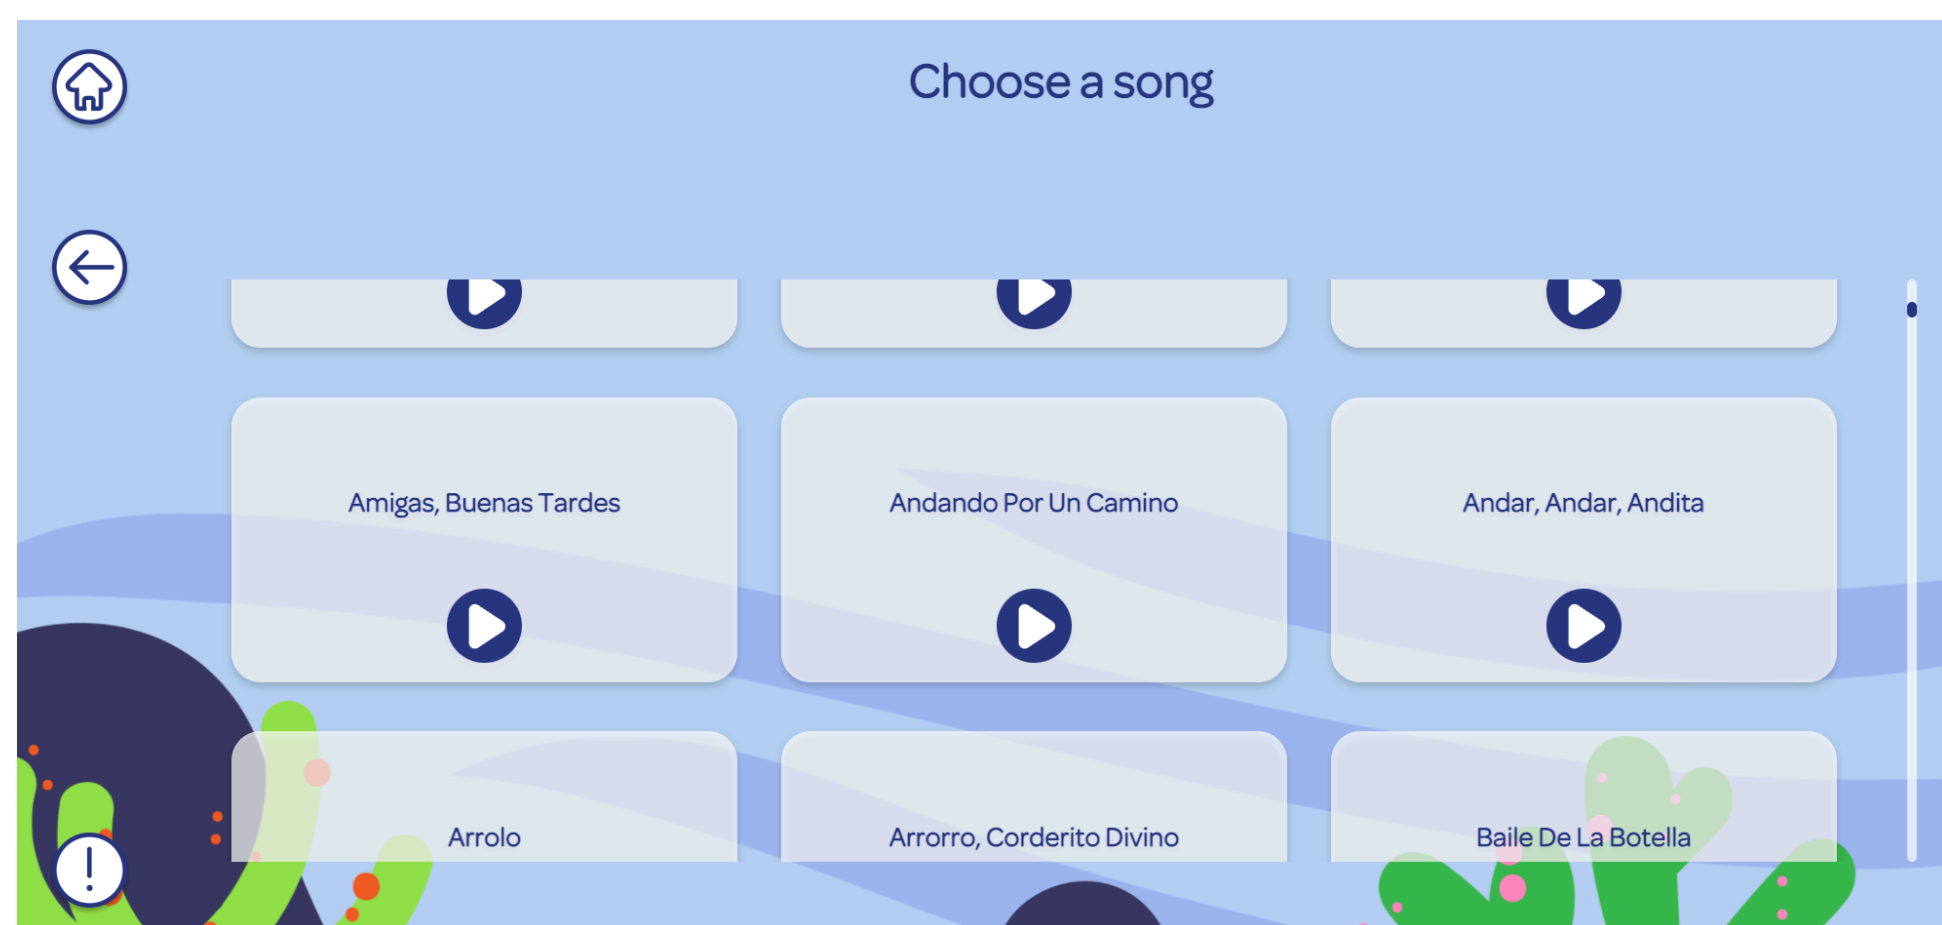 Choose a song
Amigas, Buenas Tardes
Andando Por Un Camino
Andar, Andar, Andita
Arrolo
Arrorro, Corderito Divino
Baile De La Botella